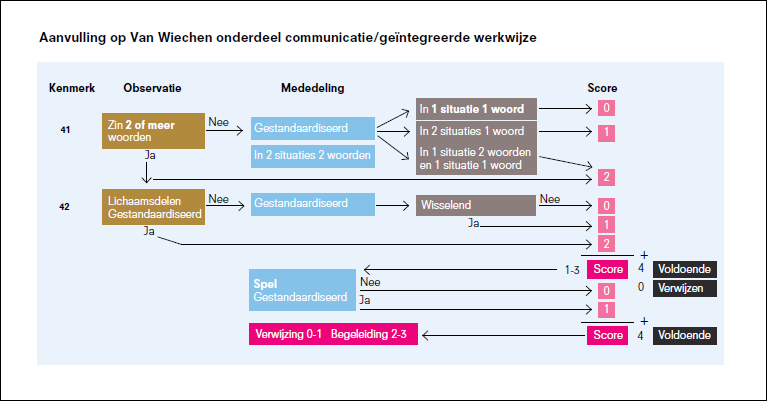 Aanvulling op Van Wiechen onderdeel communicatie/geïntegreerde werkwijze
Kenmerk Observatie Mededeling Score
41 Zin 2 of meer woorden Nee Gestandaardiseerd In 1 situatie 1 woord 0
In 2 situaties 1 woord 1
Ja In 2 situaties 2 woorden In 1 situatie 2 woorden
en 1 situatie 1 woord
2
42 Lichaamsdelen Nee Gestandaardiseerd Wisselend Nee 0
Gestandaardiseerd
Ja 1
Ja 2
+
1-3 Score 4 Voldoende
Spel Nee 0 0 Verwijzen
Gestandaardiseerd Ja 1
+
Verwijzing 0-1 Begeleiding 2-3 Score 4 Voldoende